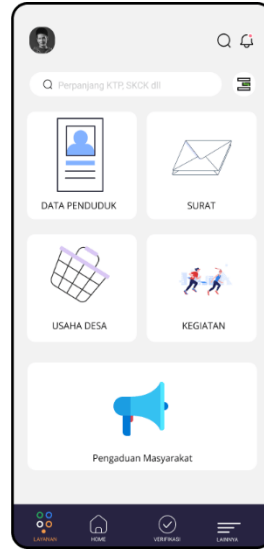 Perpanjang KTP, SKCK dll
DATA PENDUDUK
SURAT
USAHA DESA
KEGIATAN
Pengaduan Masyarakat
LAYANAN
HOME
VERIFIKASI
LAINNYA